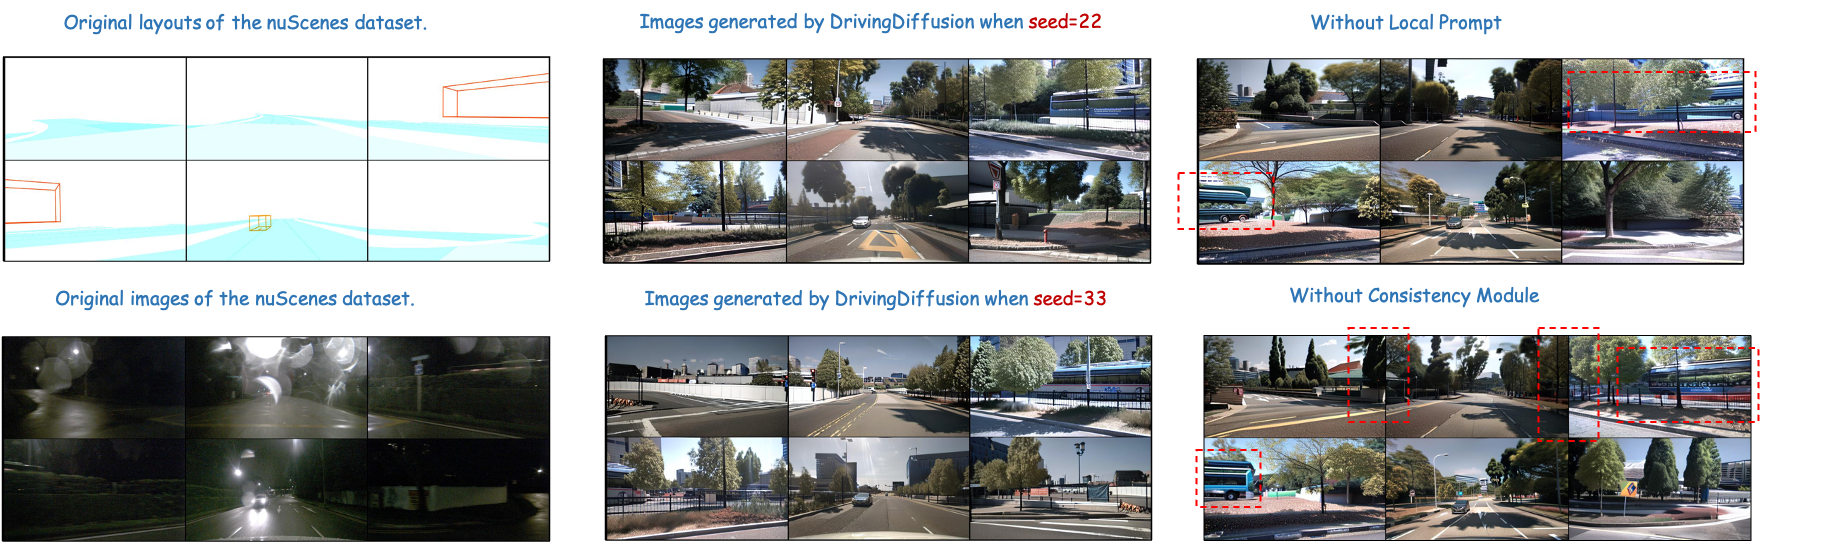 Original layouts of the nuScenes dataset.
Images generated by DrivingDiffusion when seed=22
Without Local Prompt
Original images of the nuScenes dataset.
Images generated by DrivingDiffusion when seed=33
Without Consistency Module